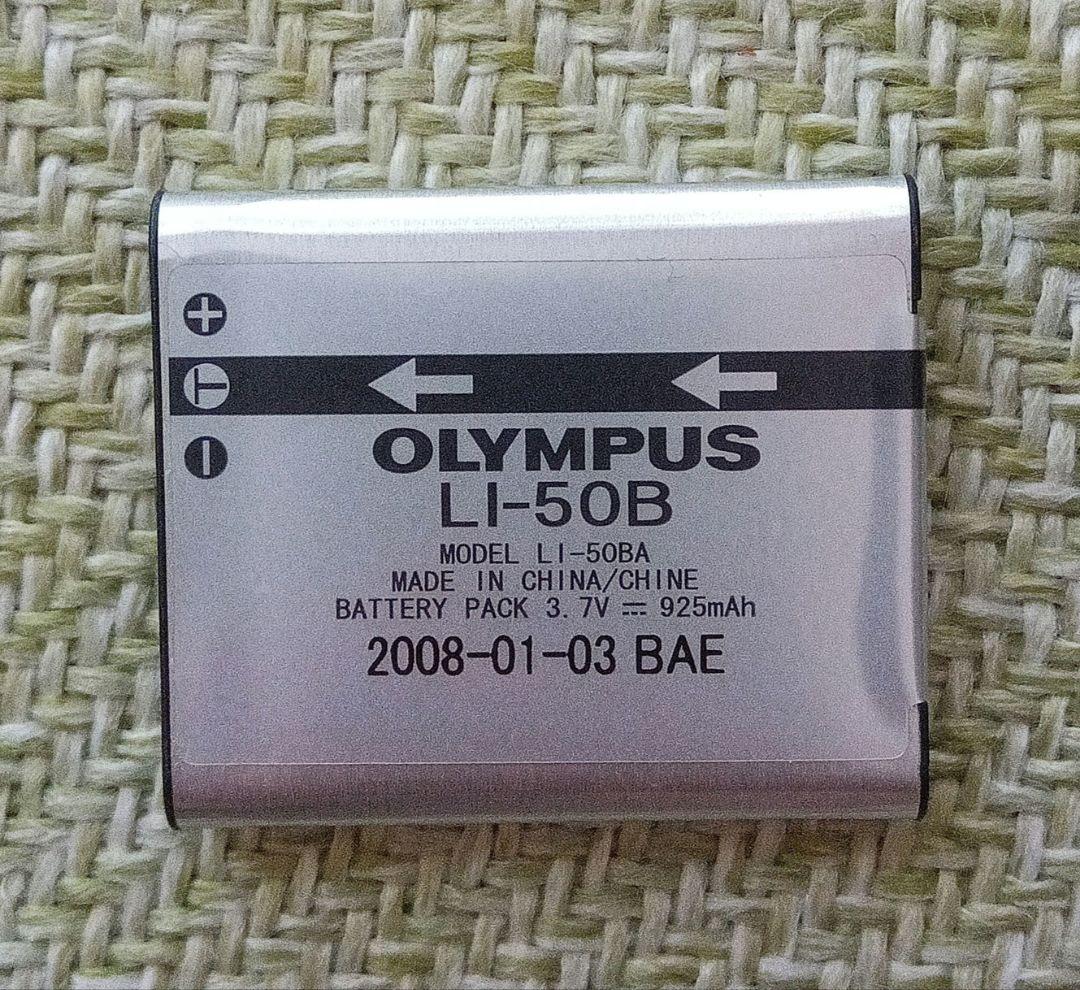 +
T
−
OLYMPUS
LI-50B
MODEL LI-50BA
MADE IN CHINA/CHINE
BATTERY PACK 3.7V ⎓ 925mAh
2008-01-03 BAE